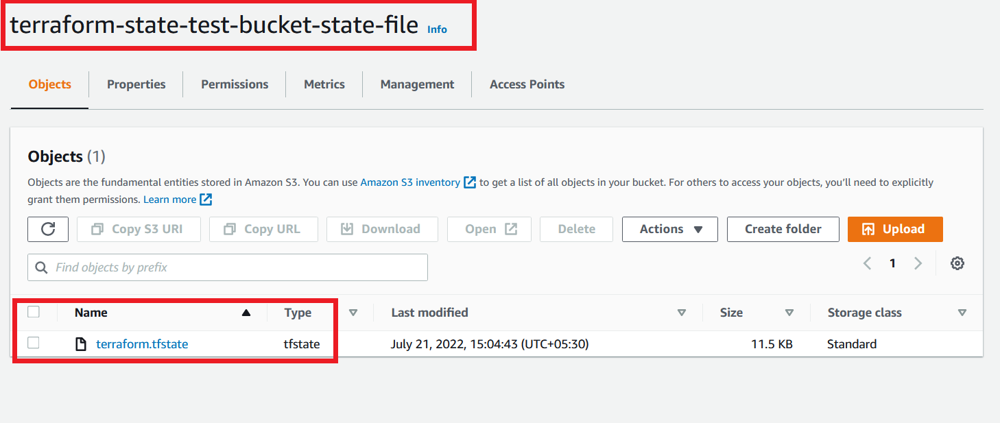 terraform-state-test-bucket-state-file Info
Objects Properties Permissions Metrics Management Access Points
Objects (1)
Objects are the fundamental entities stored in Amazon S3. You can use Amazon S3 inventory to get a list of all objects in your bucket. For others to access your objects, you’ll need to explicitly
grant them permissions. Learn more
Copy S3 URI Copy URL Download Open Delete Actions Create folder Upload
Find objects by prefix 1
Name Type Last modified Size Storage class
terraform.tfstate tfstate July 21, 2022, 15:04:43 (UTC+05:30) 11.5 KB Standard